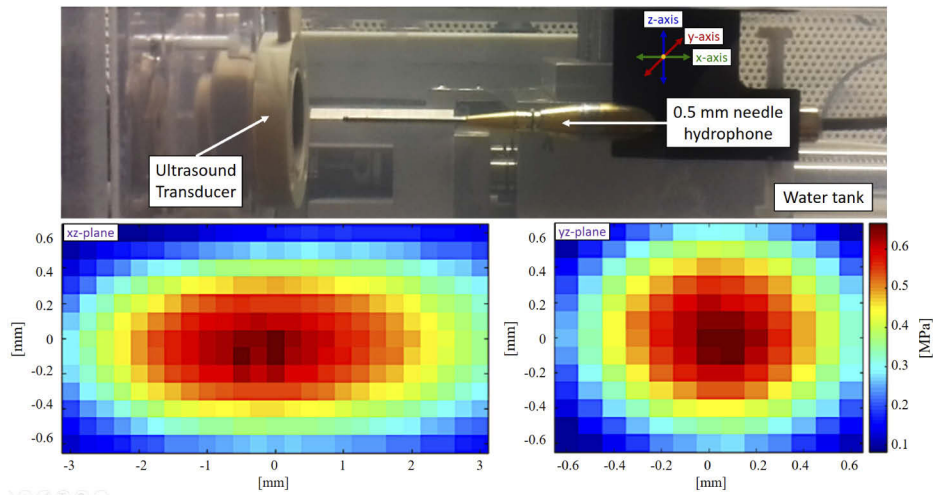 z-axis
y-axis
x-axis
0.5 mm needle
hydrophone
Ultrasound
Transducer
Water tank
xz-plane
0.6
0.4
0.2
0
-0.2
-0.4
-0.6
[mm]
-3
-2
-1
0
1
2
3
[mm]
yz-plane
0.6
0.4
0.2
0
-0.2
-0.4
-0.6
[mm]
-0.6
-0.4
-0.2
0
0.2
0.4
0.6
[mm]
0.6
0.5
0.4
0.3
0.2
0.1
[MPa]